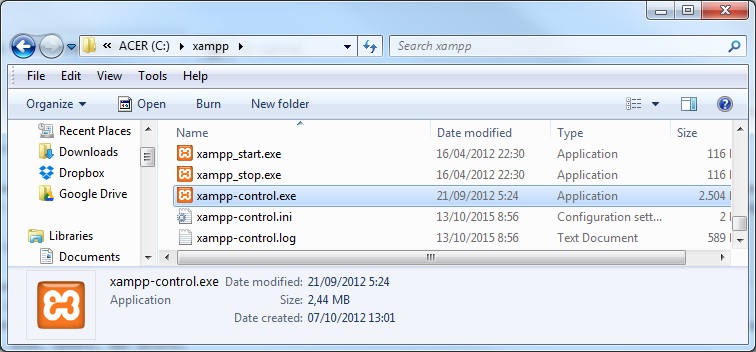 ACER (C:) xampp Search xampp
File Edit View Tools Help
Organize Open Burn New folder
Name Date modified Type Size
Recent Places
Downloads
Dropbox
Google Drive
Libraries
Documents
xampp_start.exe 16/04/2012 22:30 Application 116
xampp_stop.exe 16/04/2012 22:30 Application 116
xampp-control.exe 21/09/2012 5:24 Application 2.504
xampp-control.ini 13/10/2015 8:56 Configuration sett... 2
xampp-control.log 13/10/2015 8:56 Text Document 589
xampp-control.exe Date modified: 21/09/2012 5:24
Application Size: 2,44 MB
Date created: 07/10/2012 13:01